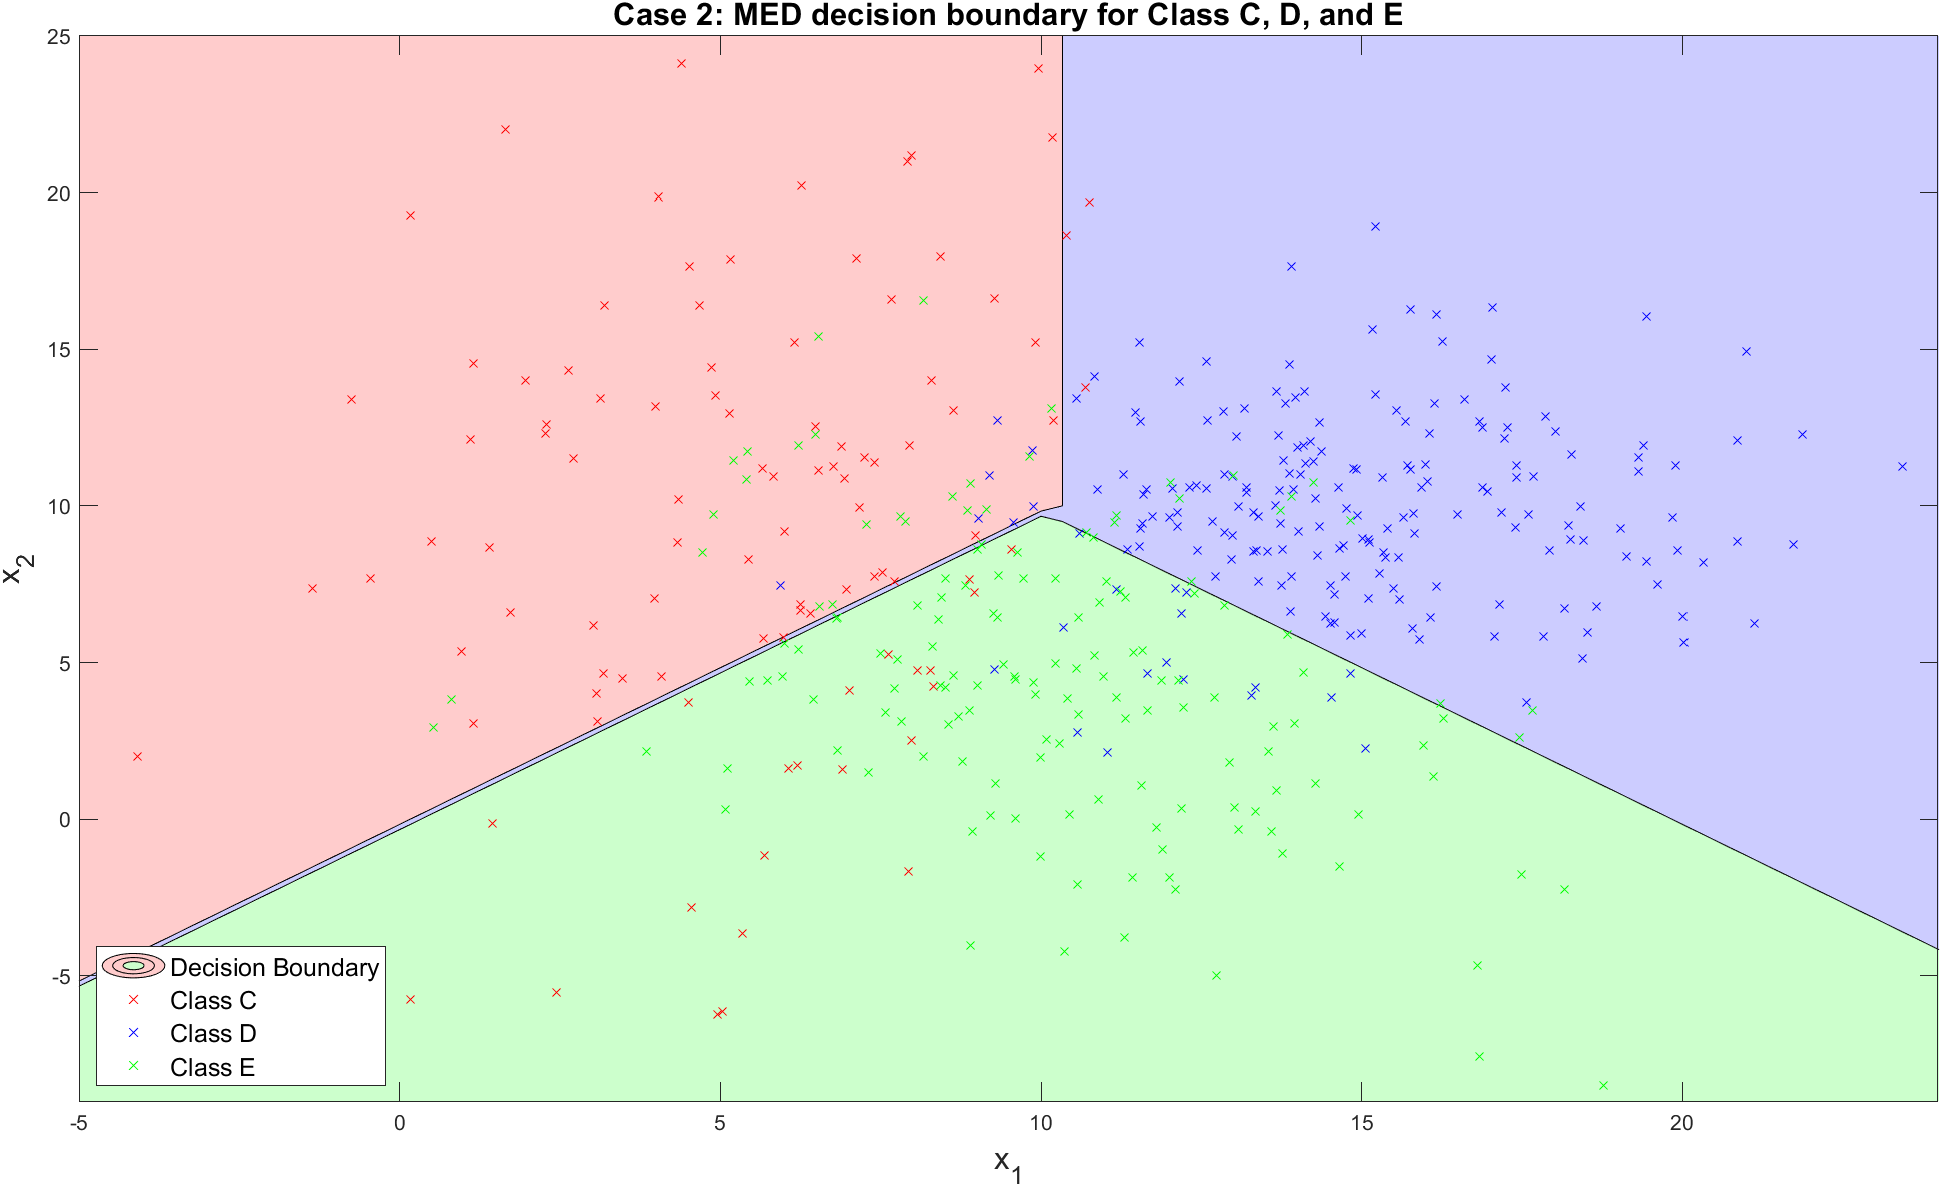 Case 2: MED decision boundary for Class C, D, and E
25
20
15
10
5
0
-5
x2
Decision Boundary
Class C
Class D
Class E
-5 0 5 10 15 20
x1